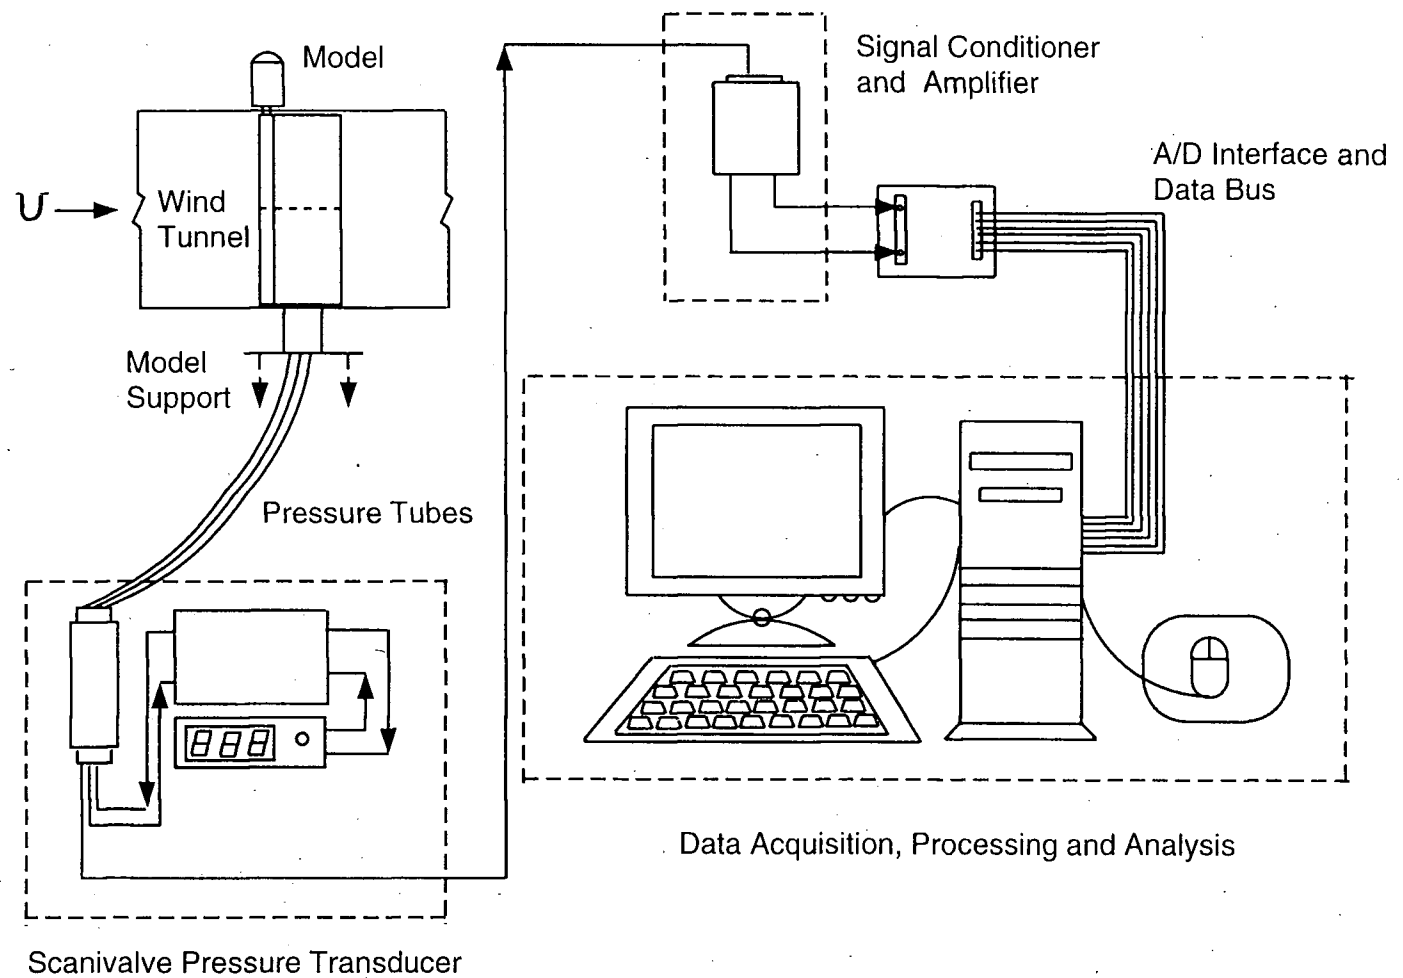 Model
Signal Conditioner
and Amplifier
A/D Interface and
Data Bus
U
Wind
Tunnel
Model
Support
Pressure Tubes
888
Data Acquisition, Processing and Analysis
Scanivalve Pressure Transducer